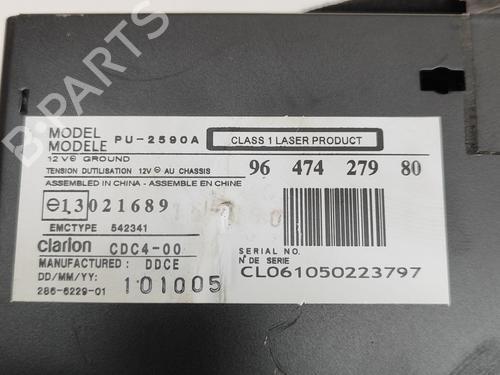 B-PARTS
MODEL
MODELE PU-2590A
CLASS 1 LASER PRODUCT
12V⊖ GROUND
TENSION DUTILISATION 12V ⊖ AU CHASSIS
ASSEMBLED IN CHINA - ASSEMBLE EN CHINE
96 474 279 80
⊖13021689
EMCTYPE 542341
Clarion CDC4-00
MANUFACTURED : DDCE
DD/MM/YY:
286-6229-01 101005
SERIAL NO.
N° DE SERIE
CL061050223797